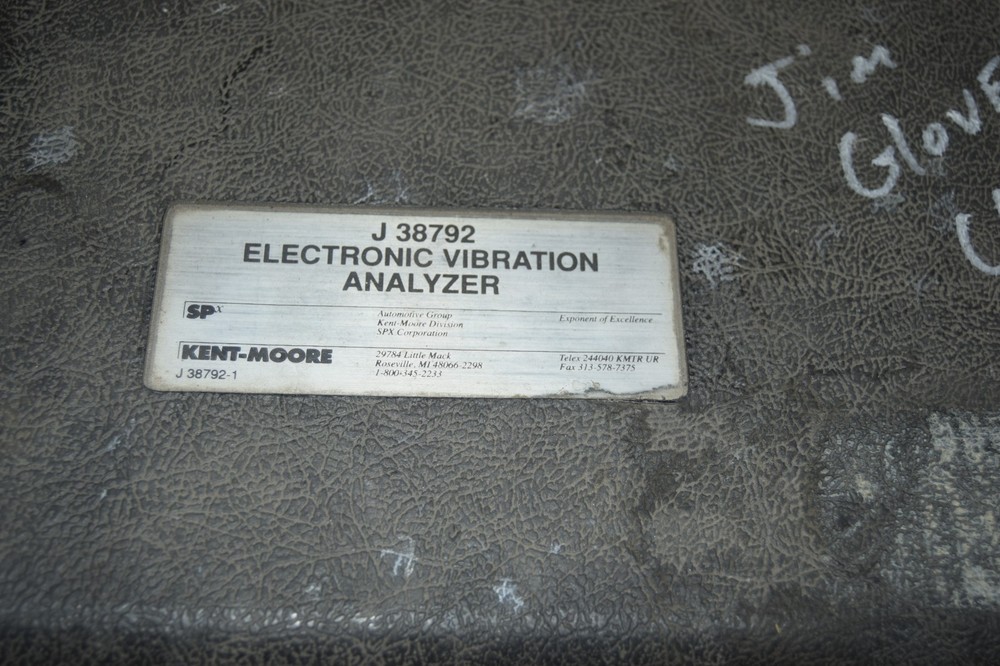 Jim
Glove
J 38792
ELECTRONIC VIBRATION
ANALYZER
SPX
Automotive Group
Kent-Moore Division
SPX Corporation
Exponent of Excellence
KENT-MOORE
J 38792-1
29784 Little Mack
Roseville, MI 48066-2298
1-800-345-2233
Telex 244040 KMTR UR
Fax 313-578-7375